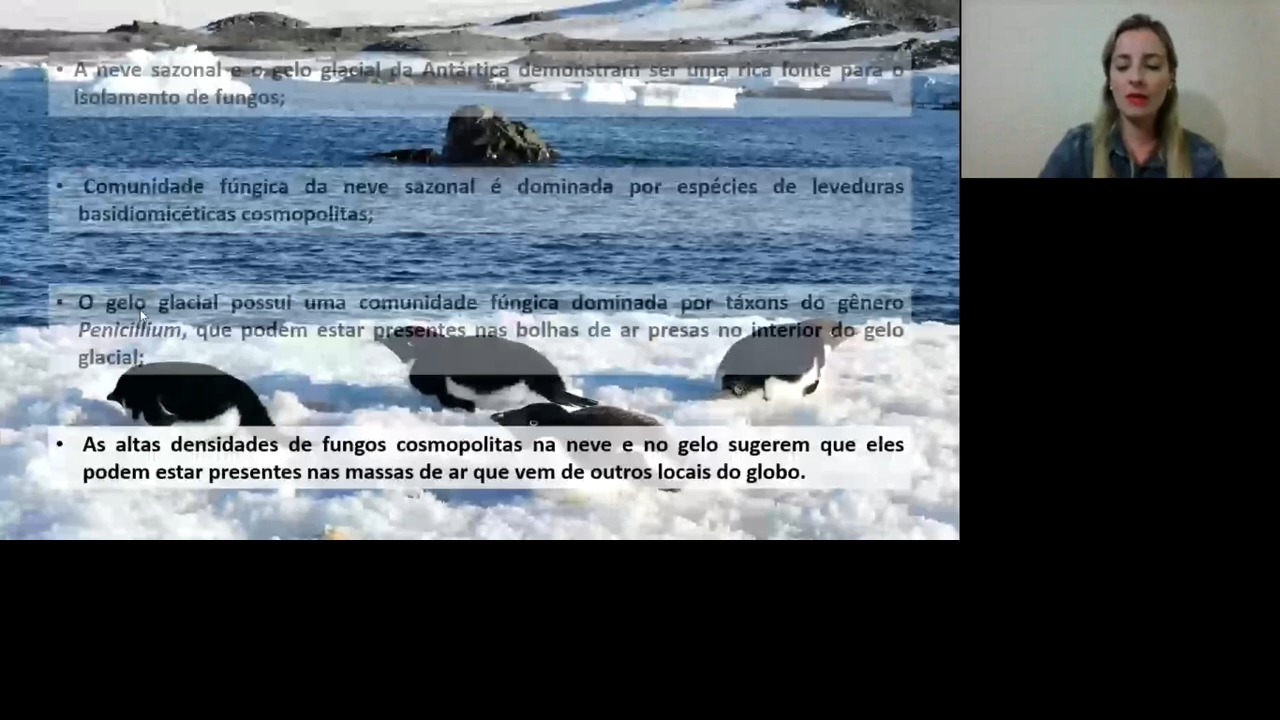 • A neve sazonal e o gelo glacial da Antártica demonstram ser uma rica fonte para o
isolamento de fungos;
• Comunidade fúngica da neve sazonal é dominada por espécies de leveduras
basidiomicéticas cosmopolitas;
• O gelo glacial possui uma comunidade fúngica dominada por táxons do gênero
Penicillium, que podem estar presentes nas bolhas de ar presas no interior do gelo
glacial;
• As altas densidades de fungos cosmopolitas na neve e no gelo sugerem que eles
podem estar presentes nas massas de ar que vem de outros locais do globo.